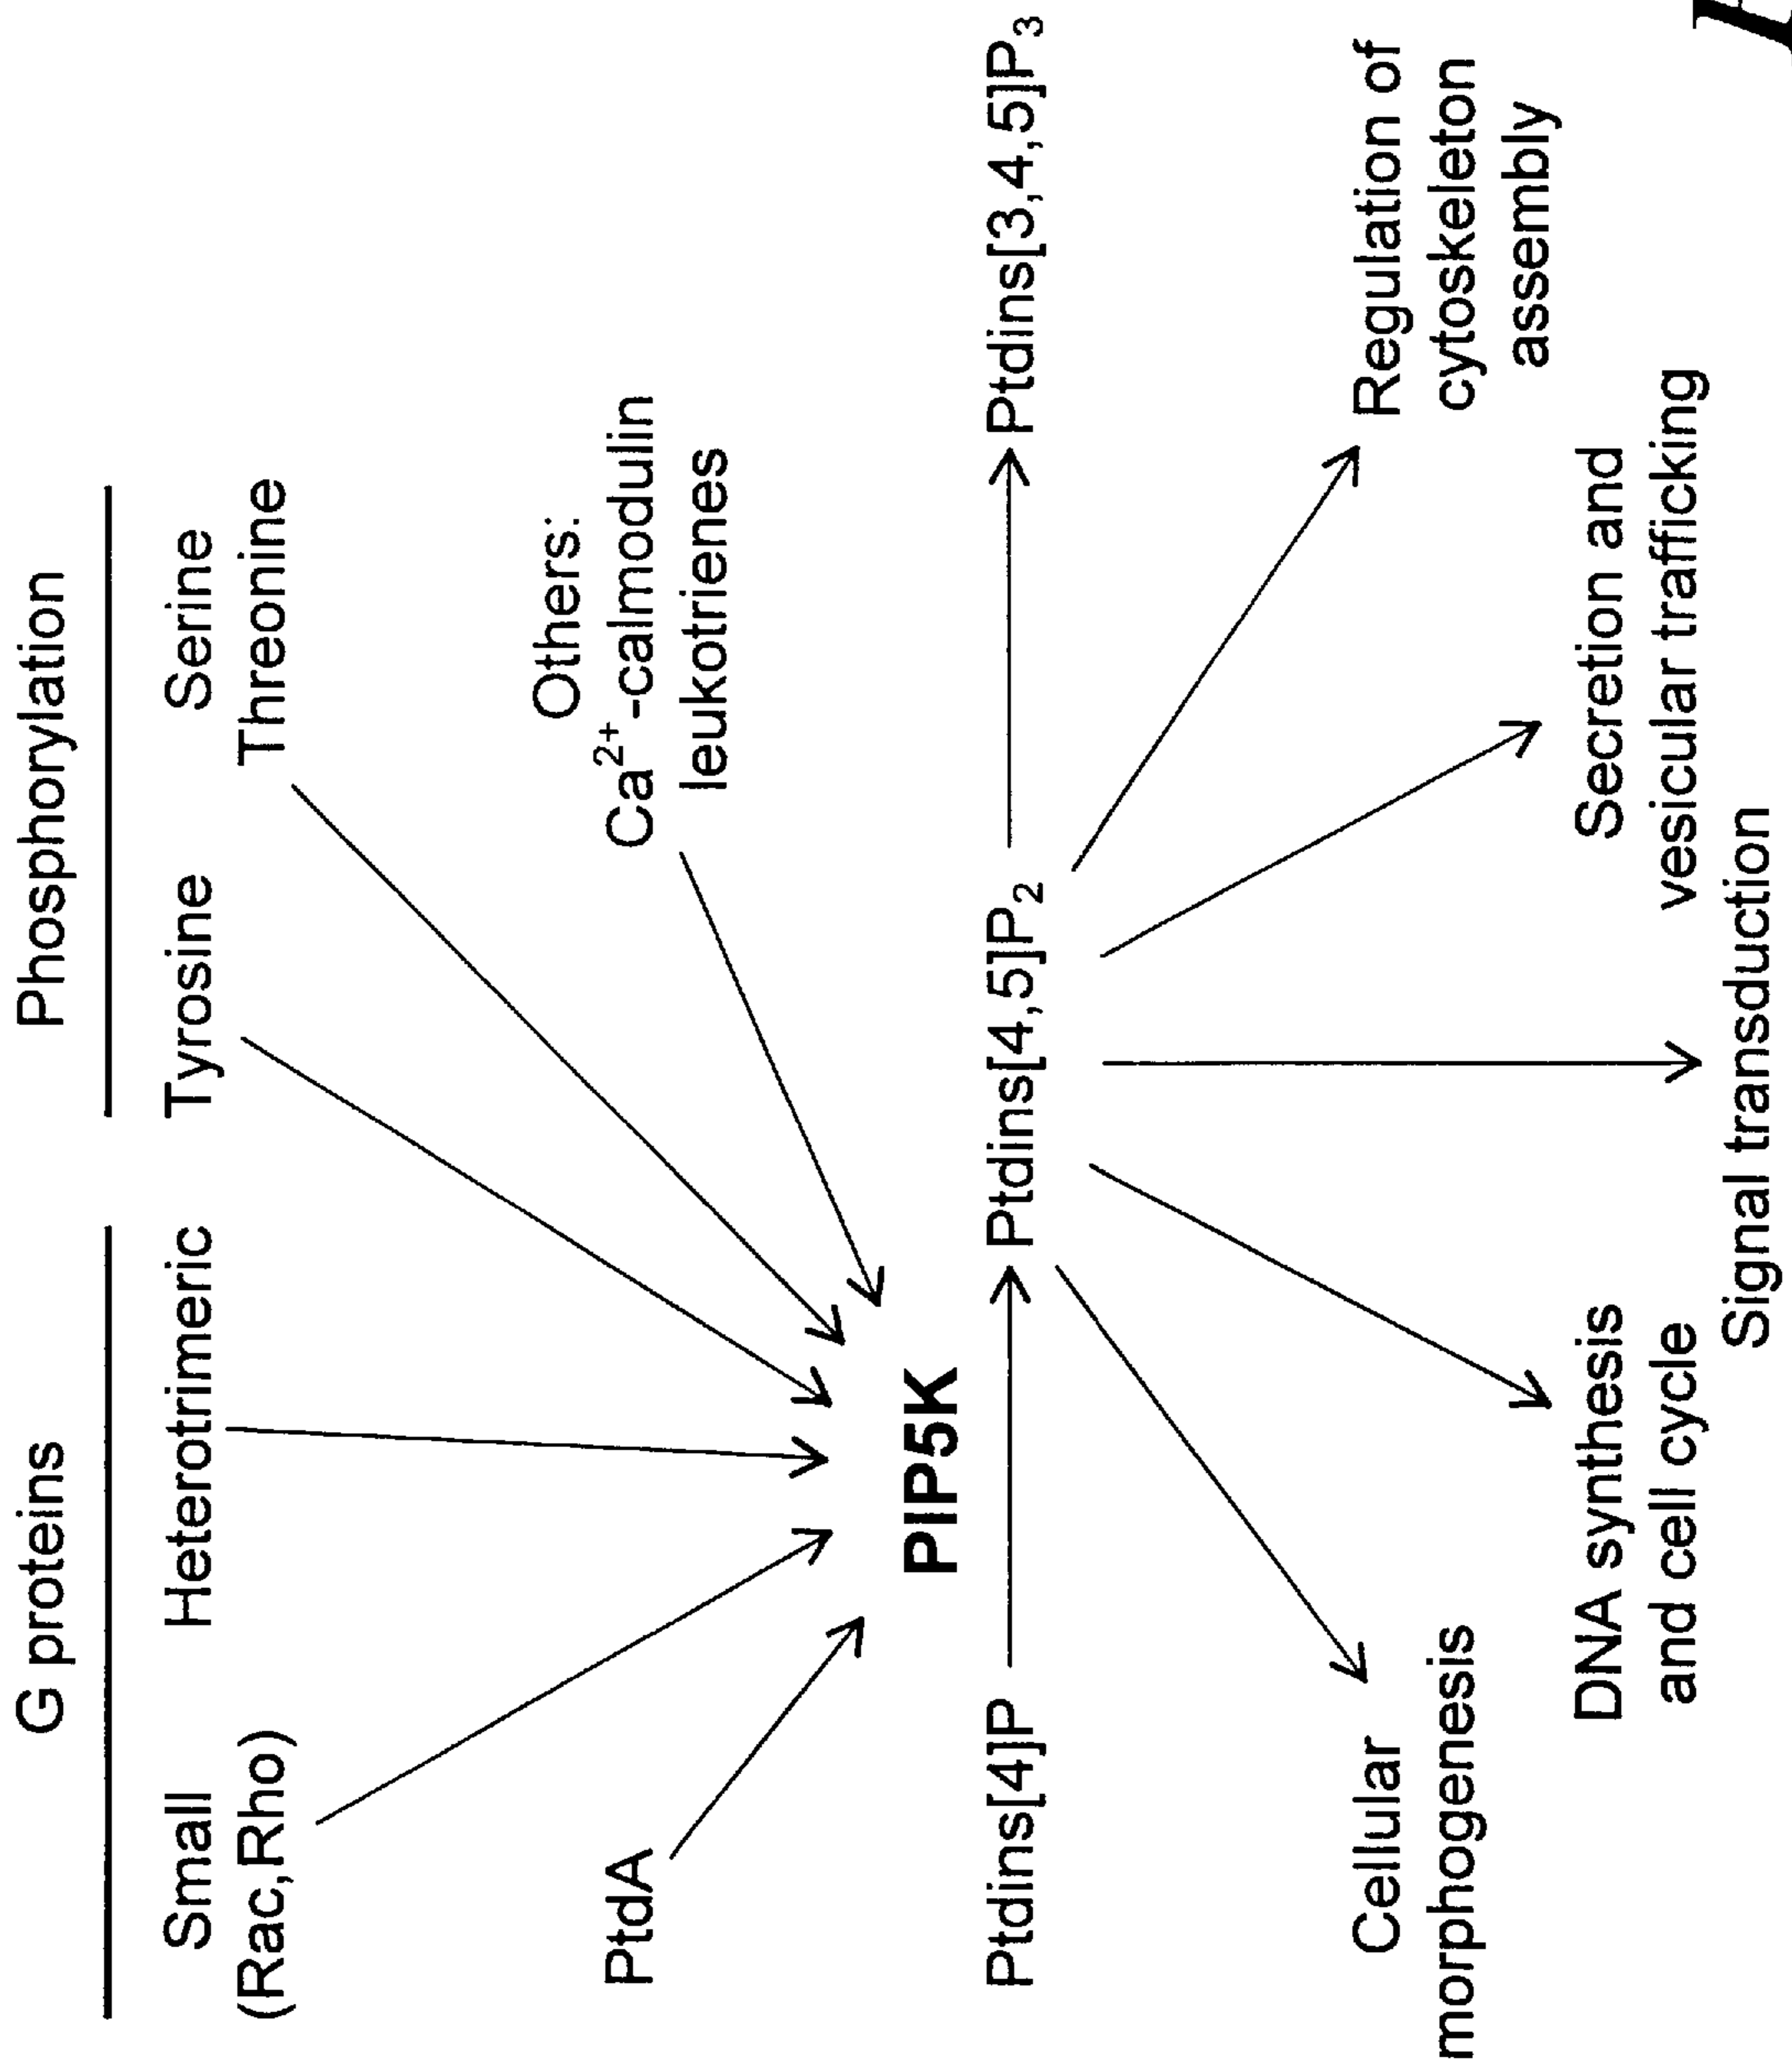 G proteins
Phosphorylation
Small
(Rac,Rho)
Heterotrimeric
Tyrosine
Serine
Threonine
PtdA
Others:
Ca²⁺-calmodulin
leukotrienes
PIP5K
Ptdins[4]P
Ptdins[4,5]P₂
Ptdins[3,4,5]P₃
Cellular
morphogenesis
Regulation of
cytoskeleton
assembly
DNA synthesis
and cell cycle
Secretion and
vesicular trafficking
Signal transduction